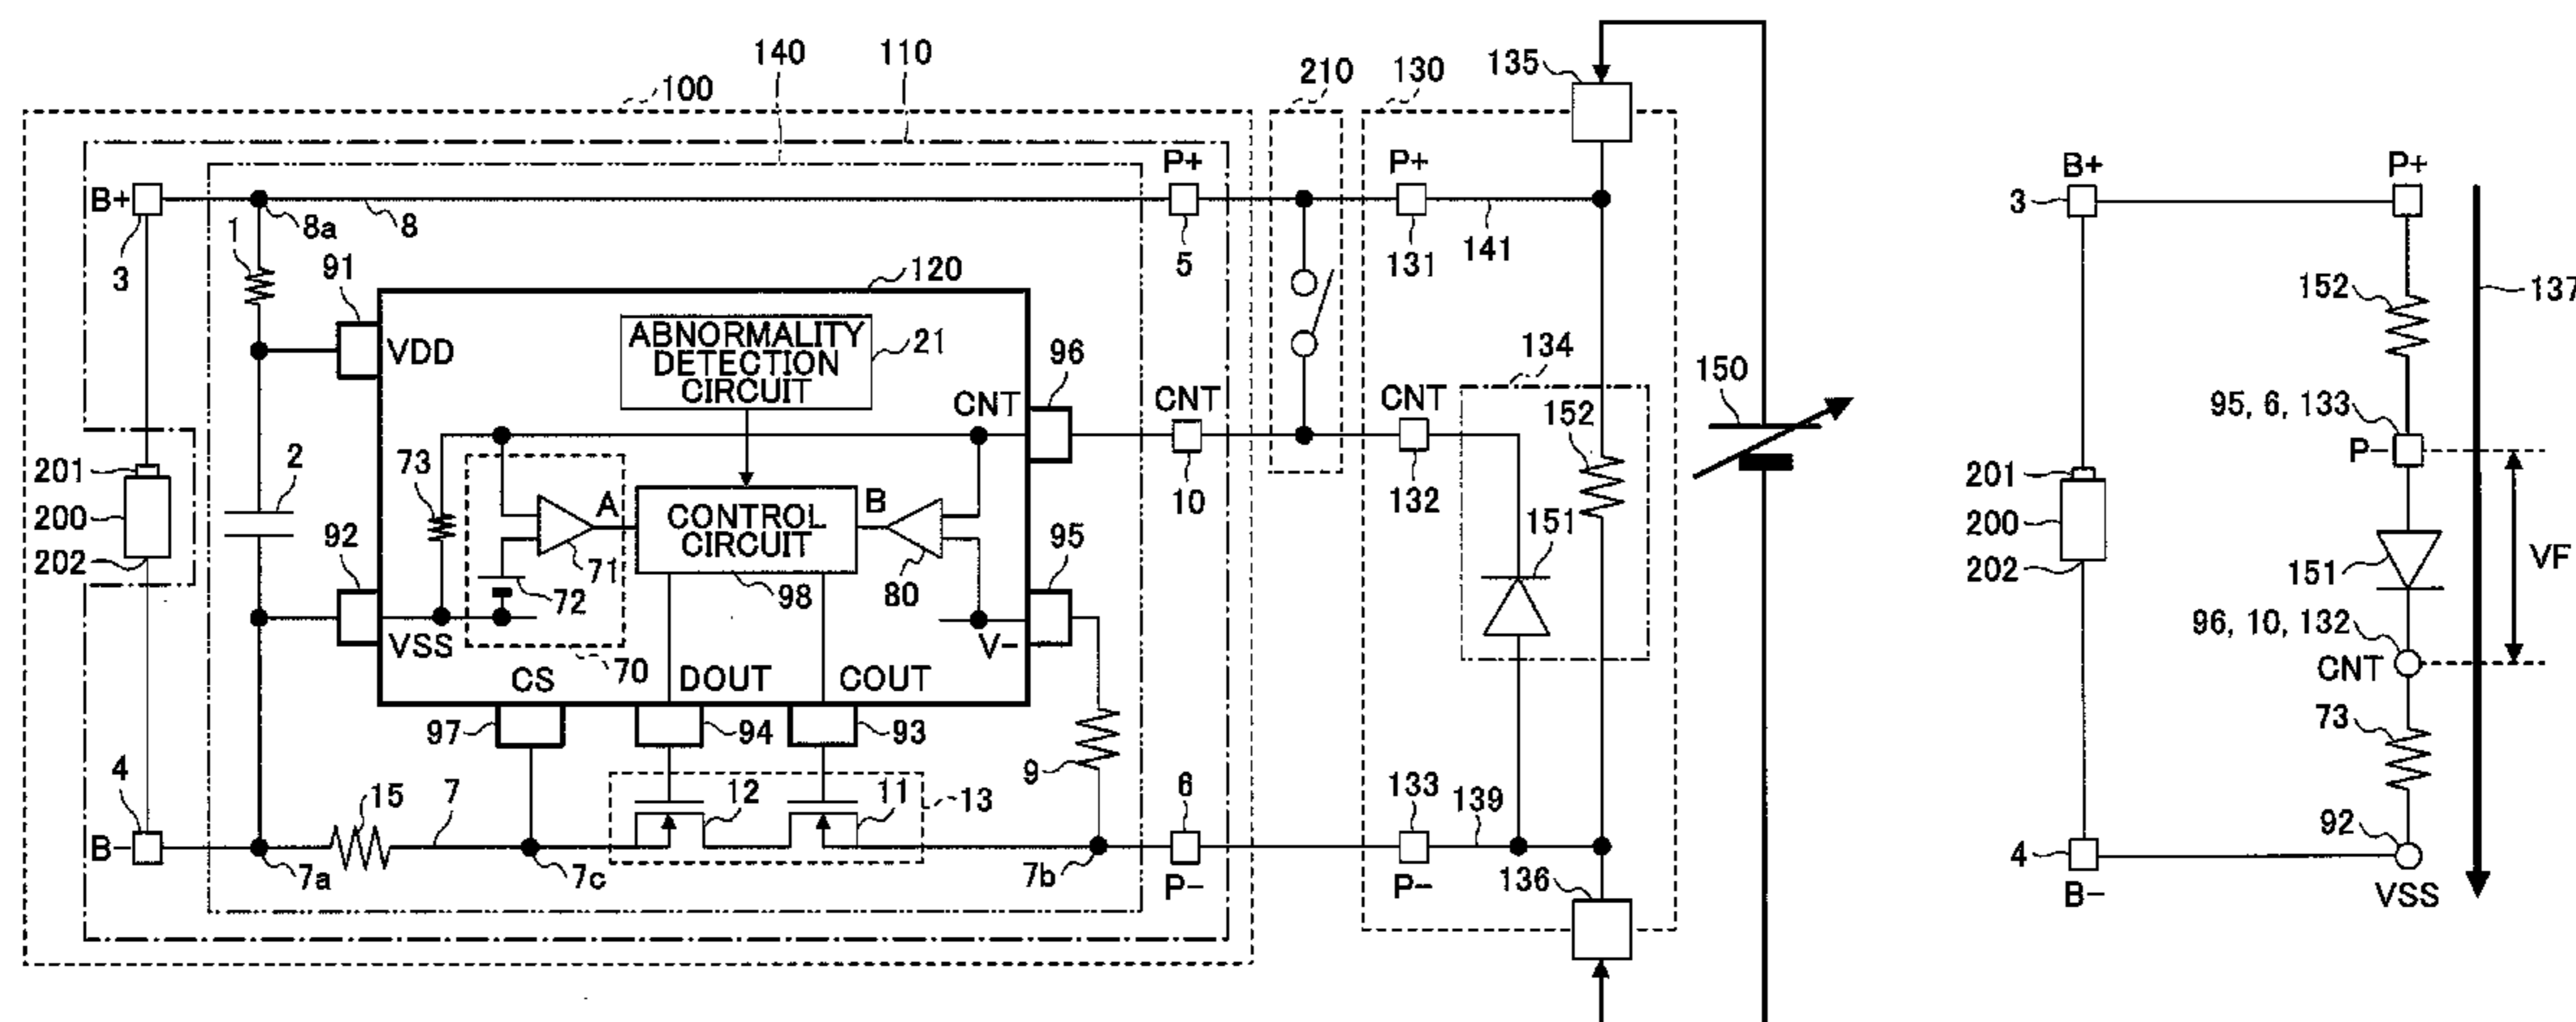 140
110
100
210
130
135
P+
P+
B+
8a
8
5
131
141
3
1
91
120
VDD
ABNORMALITY
DETECTION
CIRCUIT
21
96
CNT
CNT
CNT
134
152
150
201
200
202
2
73
A
CONTROL
CIRCUIT
B
10
132
151
92
71
72
98
80
95
VSS
70
V-
CS
DOUT
COUT
97
94
93
9
4
15
7
12
11
13
6
133
139
B-
7a
7c
7b
P-
P-
136
B+
P+
3
152
137
95, 6, 133
P-
201
200
202
151
VF
96, 10, 132
CNT
73
92
4
B-
VSS